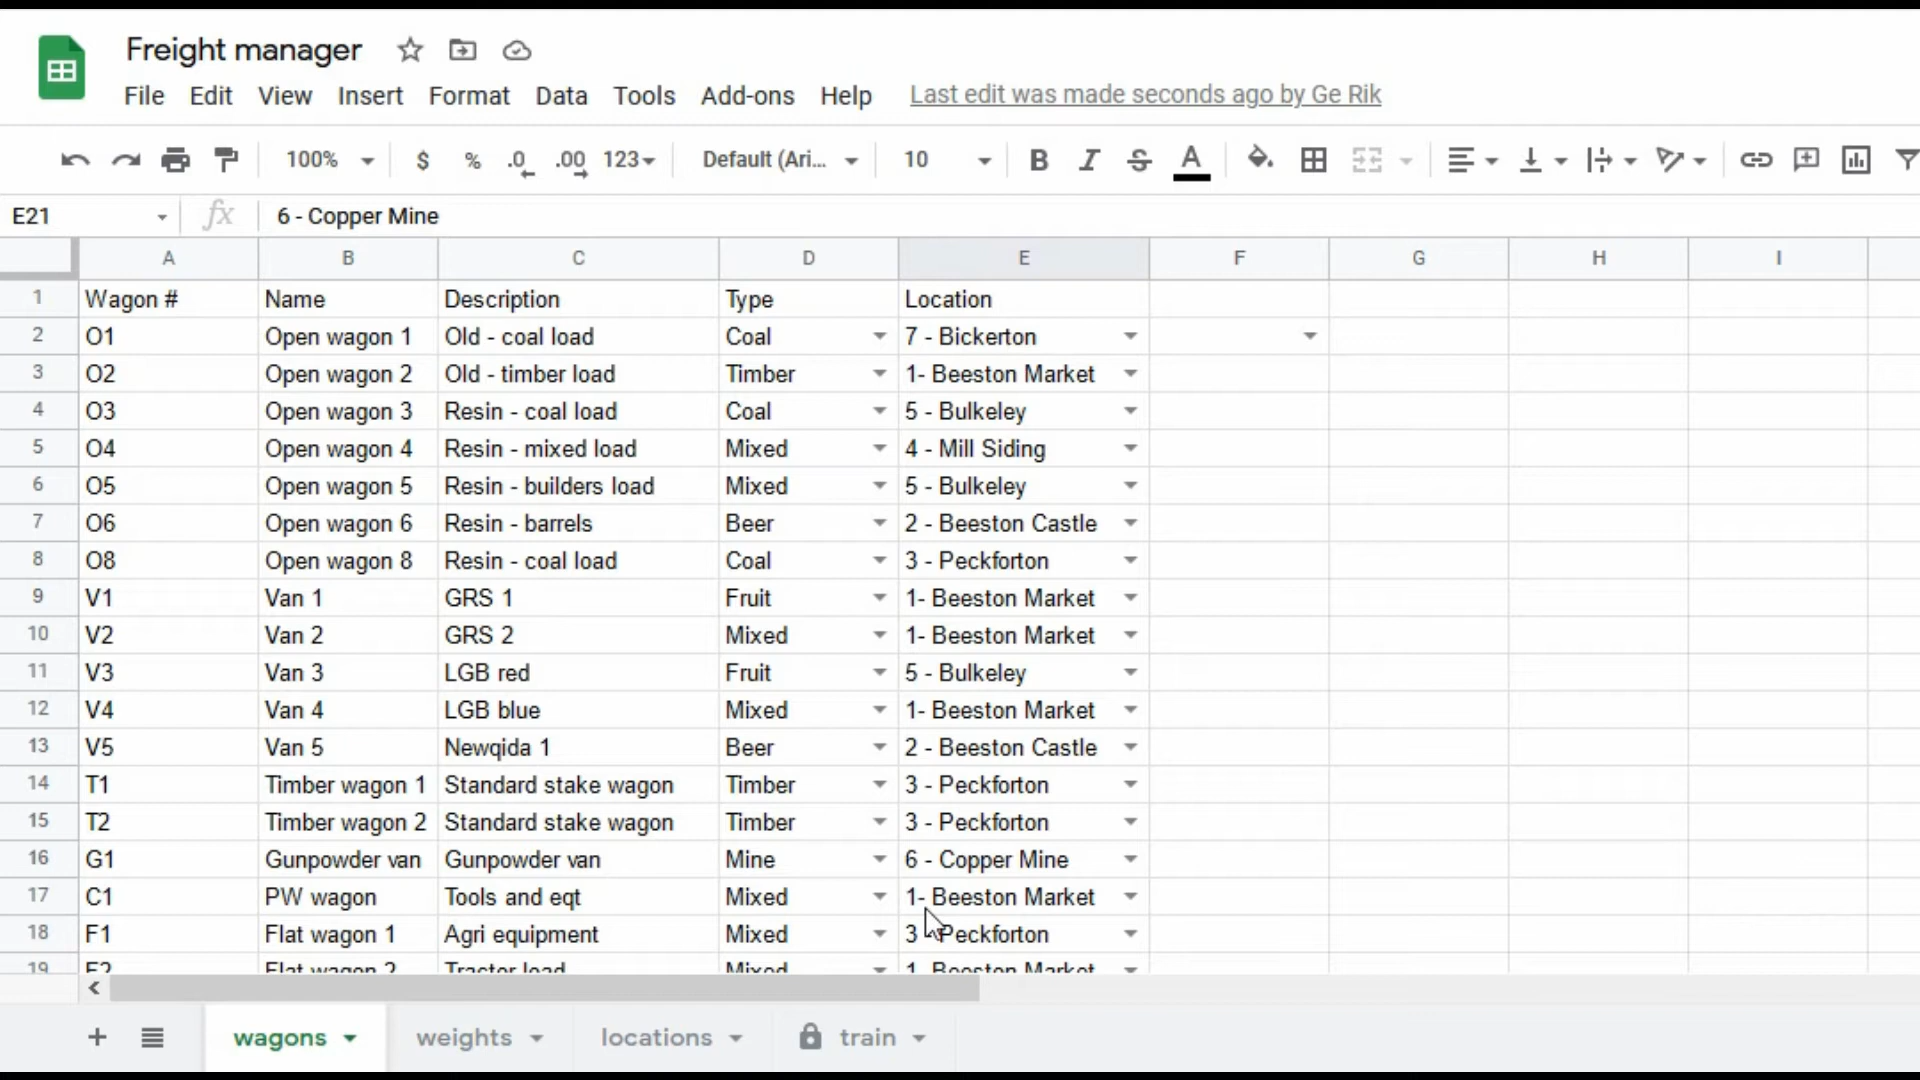 Freight manager
File Edit View Insert Format Data Tools Add-ons Help Last edit was made seconds ago by Ge Rik
100% $ % .0 .00 123 Default (Ari... 10 B I S A
E21 fx 6 - Copper Mine
A B C D E F G H I
1 Wagon # Name Description Type Location
2 O1 Open wagon 1 Old - coal load Coal 7 - Bickerton
3 O2 Open wagon 2 Old - timber load Timber 1- Beeston Market
4 O3 Open wagon 3 Resin - coal load Coal 5 - Bulkeley
5 O4 Open wagon 4 Resin - mixed load Mixed 4 - Mill Siding
6 O5 Open wagon 5 Resin - builders load Mixed 5 - Bulkeley
7 O6 Open wagon 6 Resin - barrels Beer 2 - Beeston Castle
8 O8 Open wagon 8 Resin - coal load Coal 3 - Peckforton
9 V1 Van 1 GRS 1 Fruit 1- Beeston Market
10 V2 Van 2 GRS 2 Mixed 1- Beeston Market
11 V3 Van 3 LGB red Fruit 5 - Bulkeley
12 V4 Van 4 LGB blue Mixed 1- Beeston Market
13 V5 Van 5 Newqida 1 Beer 2 - Beeston Castle
14 T1 Timber wagon 1 Standard stake wagon Timber 3 - Peckforton
15 T2 Timber wagon 2 Standard stake wagon Timber 3 - Peckforton
16 G1 Gunpowder van Gunpowder van Mine 6 - Copper Mine
17 C1 PW wagon Tools and eqt Mixed 1- Beeston Market
18 F1 Flat wagon 1 Agri equipment Mixed 3 - Peckforton
19 F2 Flat wagon 2 Tractor load Mixed 1- Beeston Market
wagons weights locations train